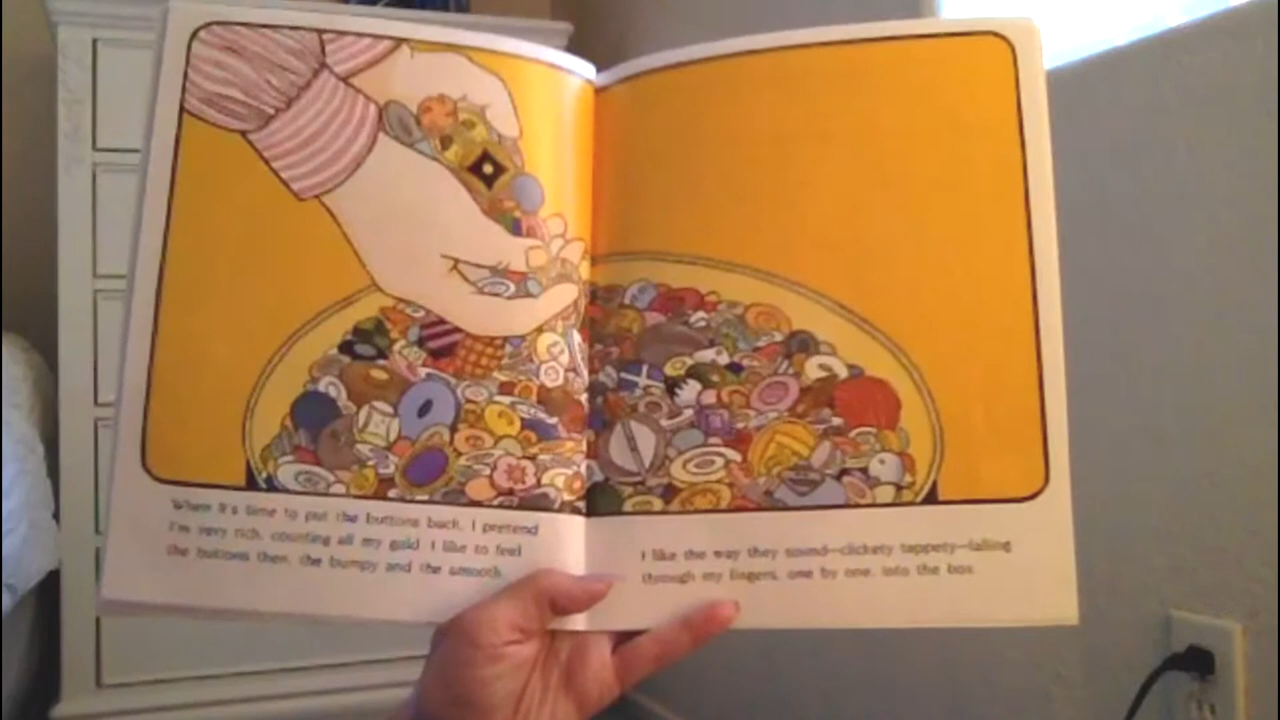 When it's time to put the buttons back, I pretend
I'm very rich, counting all my gold. I like to feel
the buttons then, the bumpy and the smooth.
I like the way they sound—clickety tappety—falling
through my fingers, one by one, into the box.